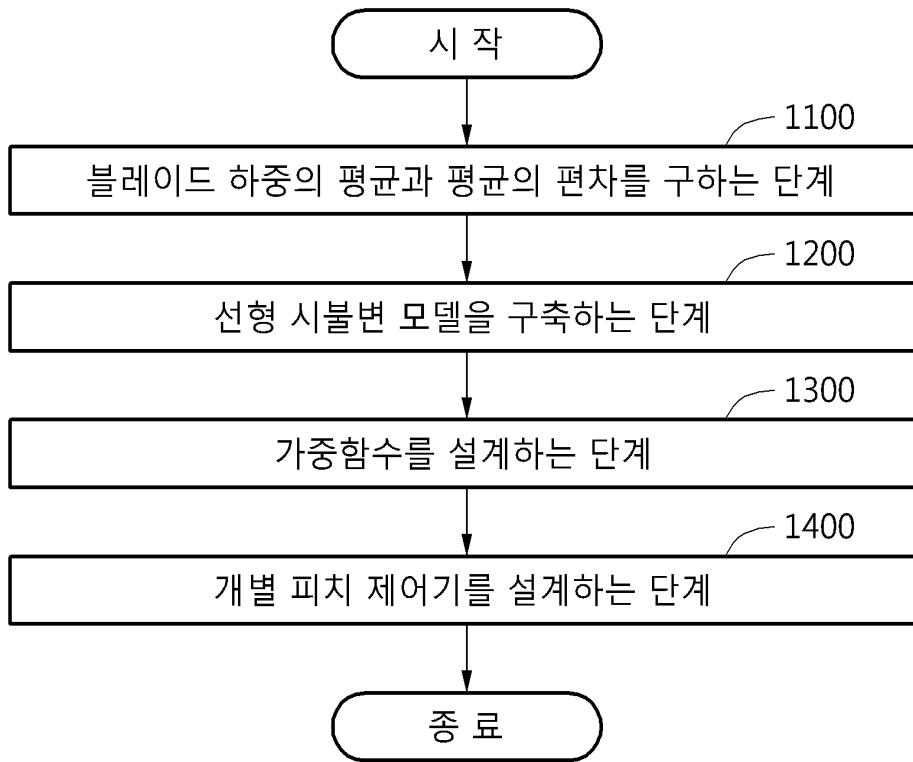 시 작
1100
블레이드 하중의 평균과 평균의 편차를 구하는 단계
1200
선형 시불변 모델을 구축하는 단계
1300
가중함수를 설계하는 단계
1400
개별 피치 제어기를 설계하는 단계
종 료